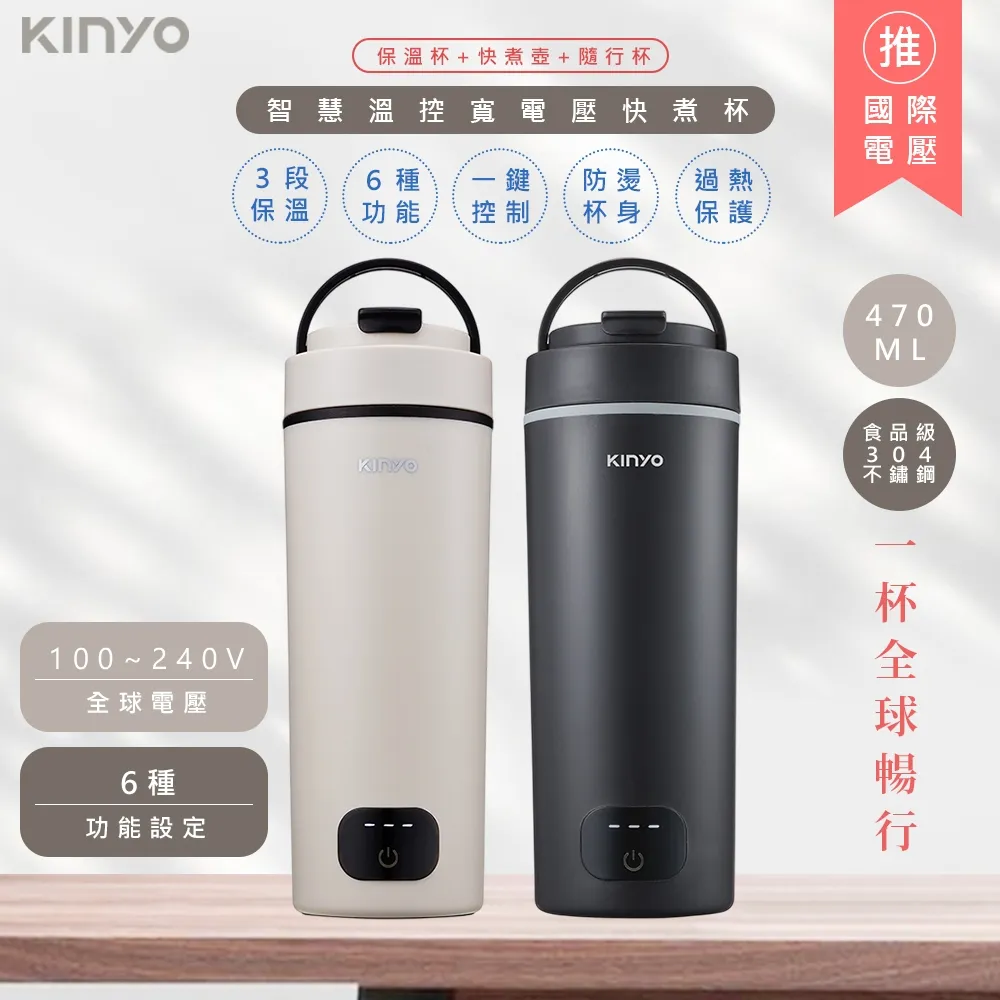 KINYO
保溫杯+快煮壺+隨行杯
智慧溫控寬電壓快煮杯
3段
保溫
6種
功能
一鍵
控制
防燙
杯身
過熱
保護
推
國際
電壓
470
ML
食品級
304
不鏽鋼
一杯全球暢行
KINYO
KINYO
100~240V
全球電壓
6種
功能設定